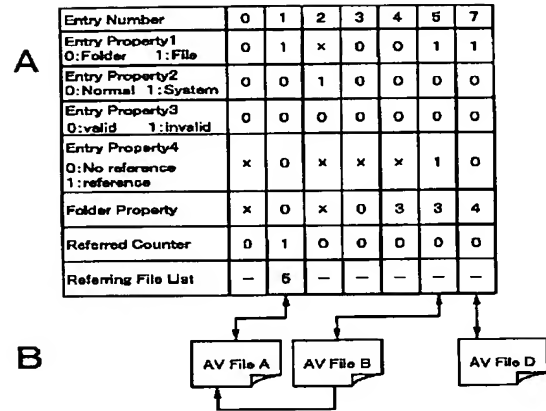 A
Entry Number 0 1 2 3 4 5 7
Entry Property1 0 1 × 0 0 1 1
0:Folder 1:File
Entry Property2 0 0 1 0 0 0 0
0:Normal 1:System
Entry Property3 0 0 0 0 0 0 0
0:valid 1:invalid
Entry Property4 × 0 × × × 1 0
0:No reference
1:reference
Folder Property × 0 × 0 3 3 4
Referred Counter 0 1 0 0 0 0 0
Referring File List – 5 – – – – –
B
AV File A AV File B AV File D